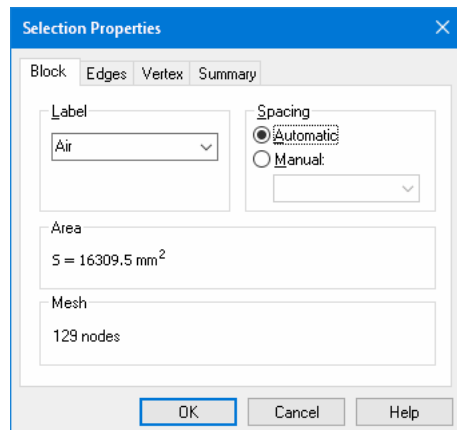 Selection Properties
Block Edges Vertex Summary
Label
Air
Spacing
Automatic
Manual:
Area
S = 16309.5 mm²
Mesh
129 nodes
OK Cancel Help